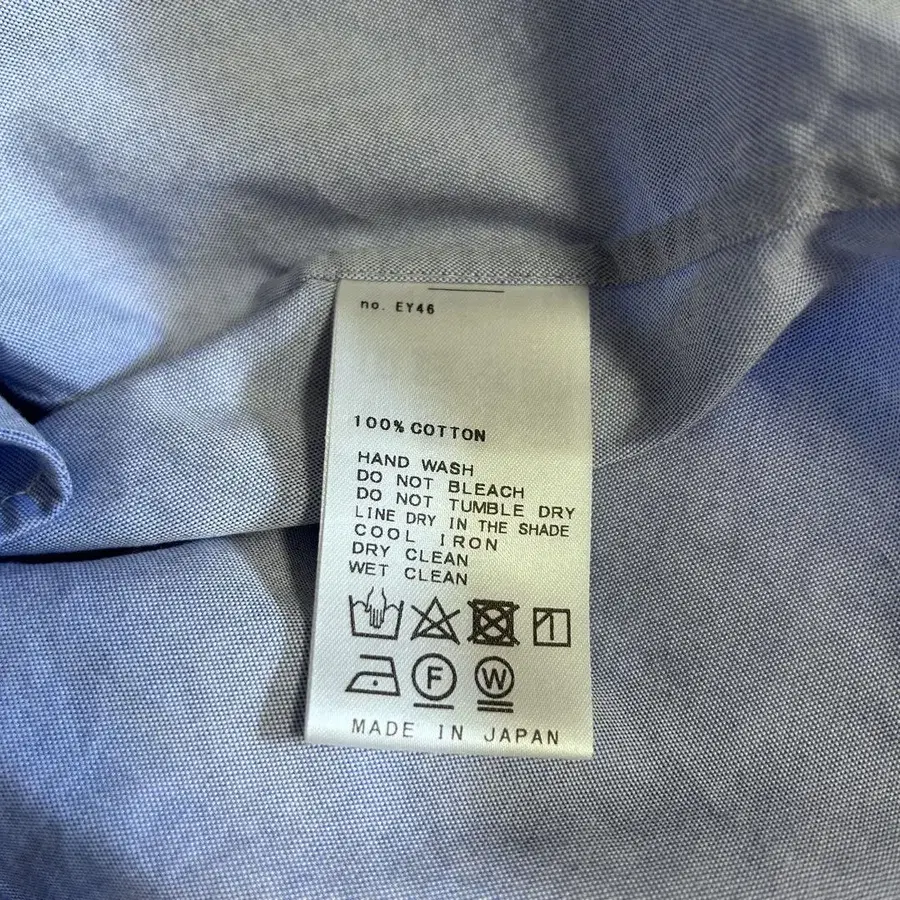 no. EY46
100% COTTON
HAND WASH
DO NOT BLEACH
DO NOT TUMBLE DRY
LINE DRY IN THE SHADE
COOL IRON
DRY CLEAN
WET CLEAN
F W
MADE IN JAPAN